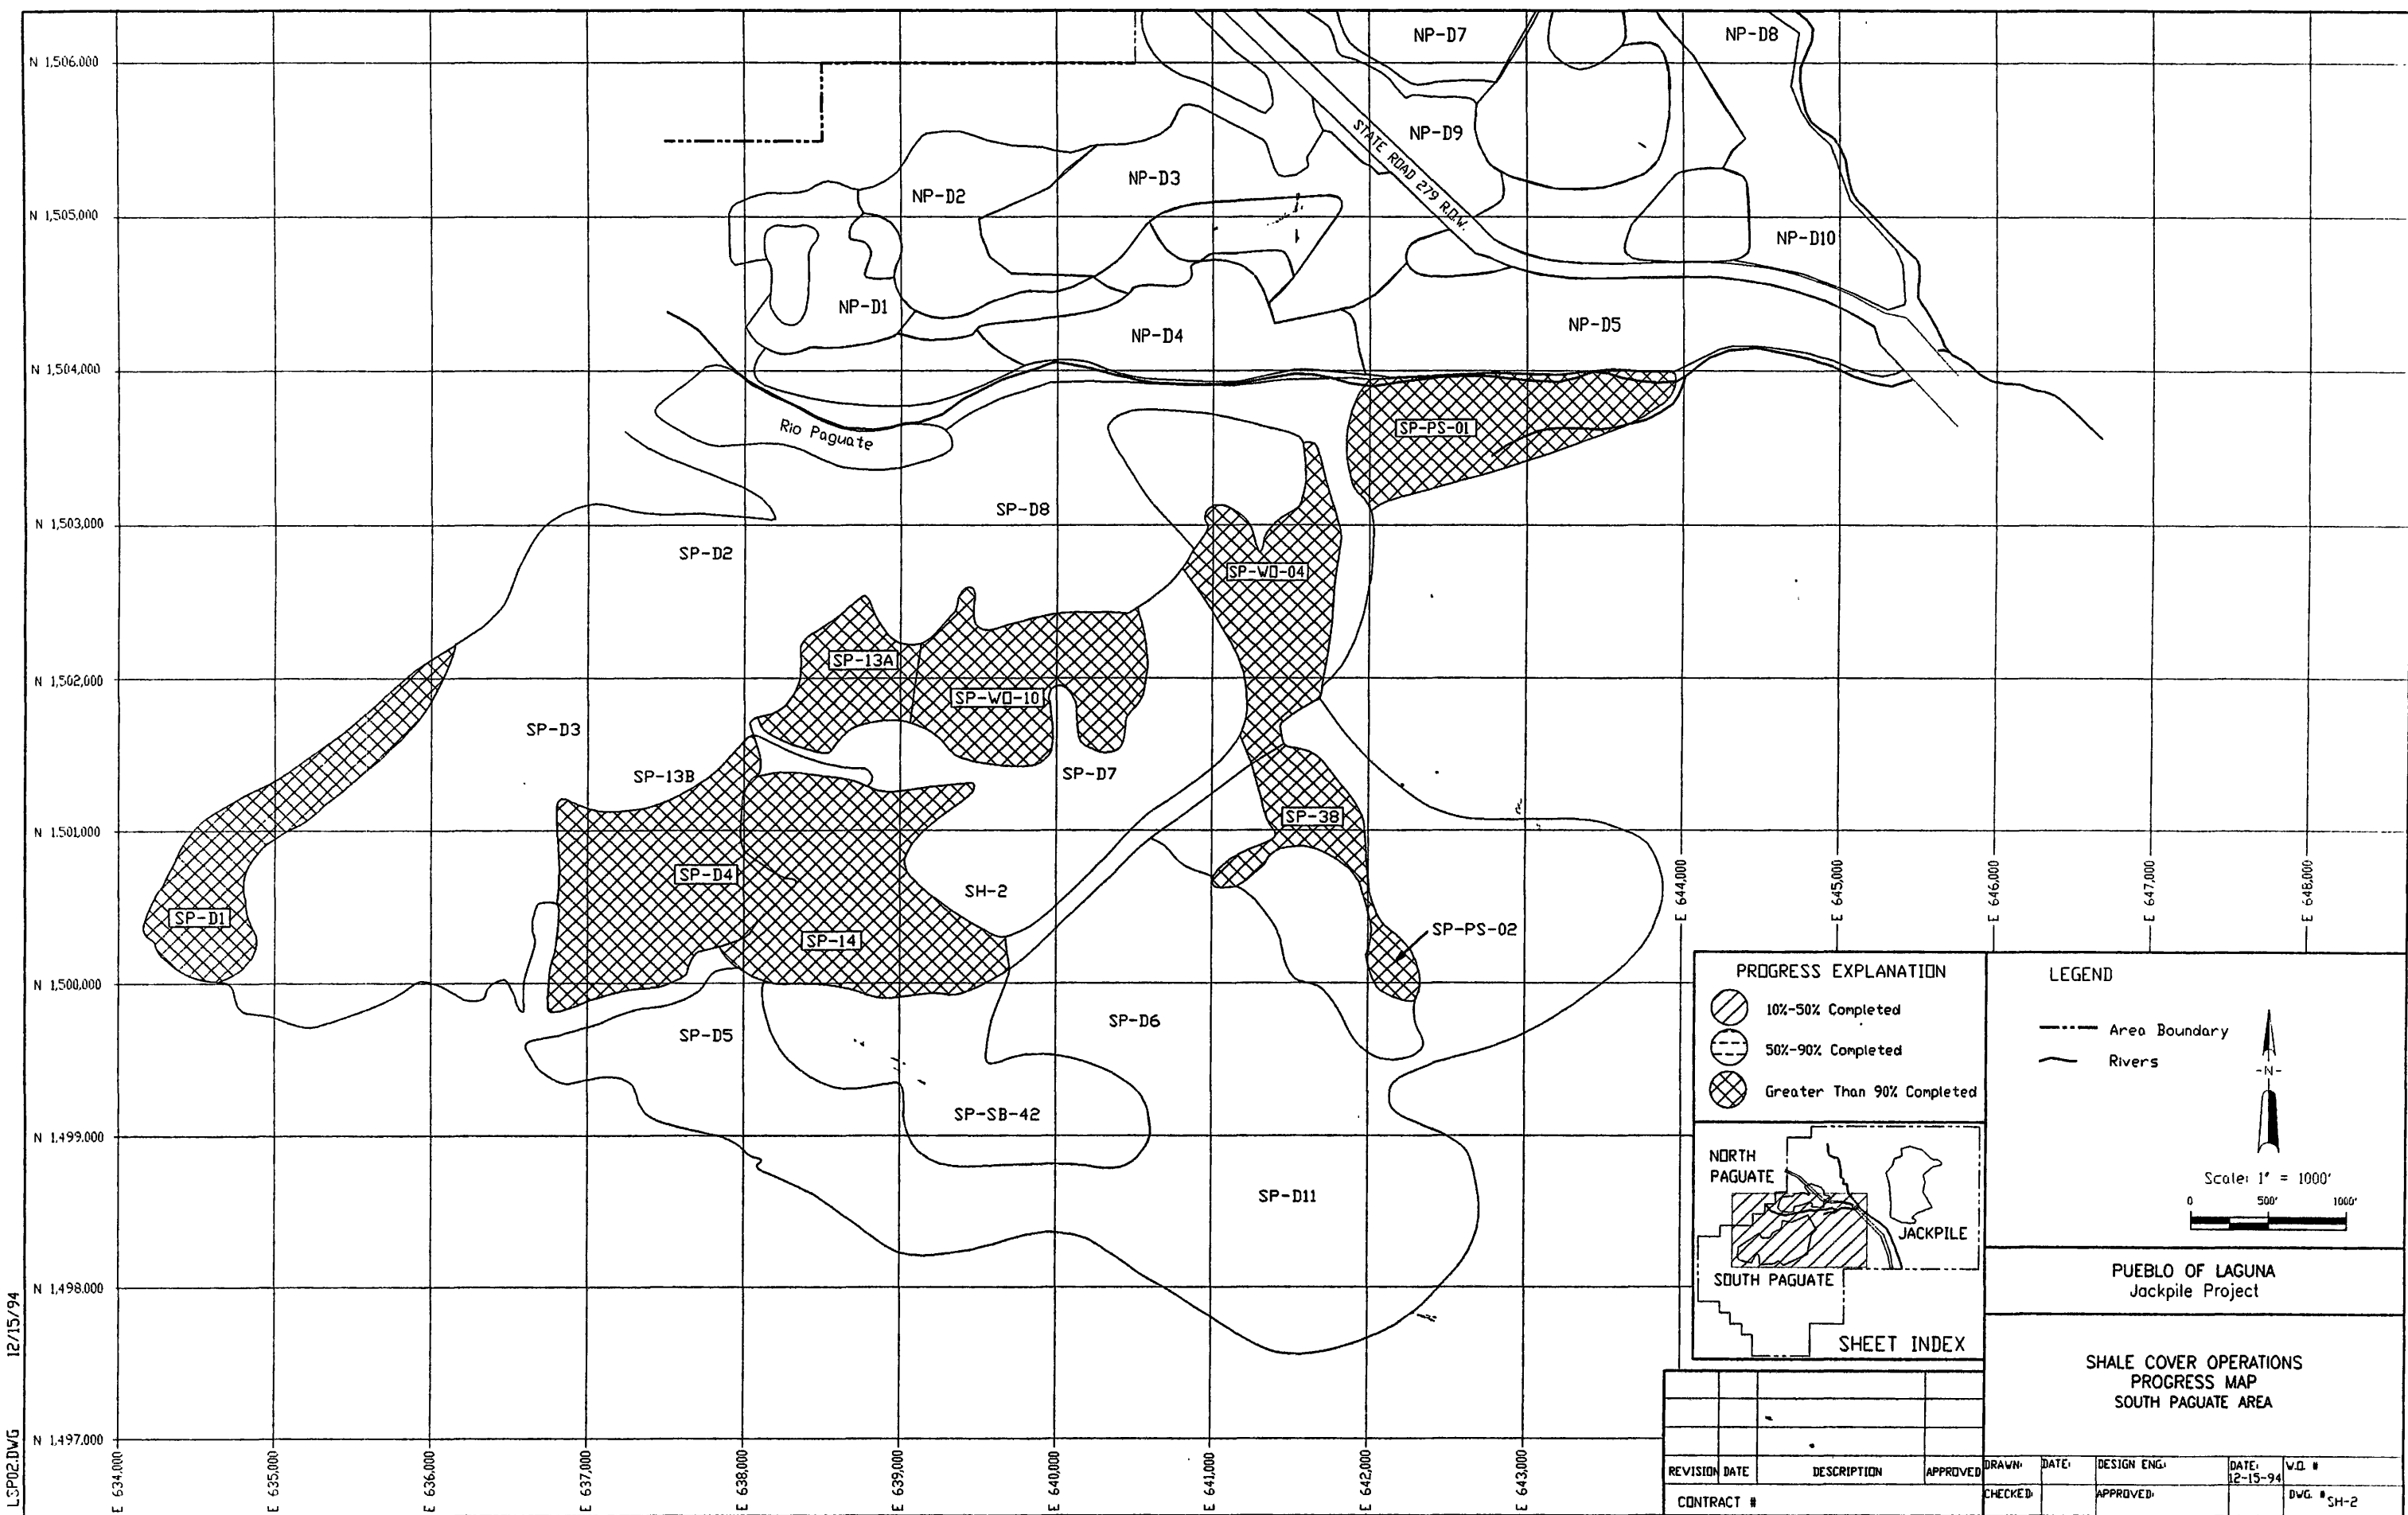 NP-D7
NP-D8
N 1,506,000
STATE ROAD 279 R.O.W.
NP-D9
NP-D3
NP-D2
N 1,505,000
NP-D10
NP-D1
NP-D5
NP-D4
N 1,504,000
Rio Paguate
SP-PS-01
SP-D8
N 1,503,000
SP-D2
SP-WO-04
SP-13A
N 1,502,000
SP-WO-10
SP-D3
SP-13B
SP-D7
SP-38
N 1,501,000
SP-D4
SH-2
SP-D1
SP-PS-02
SP-14
E 644,000
E 645,000
E 646,000
E 647,000
E 648,000
N 1,500,000
SP-D6
SP-D5
SP-SB-42
N 1,499,000
SP-D11
N 1,498,000
N 1,497,000
E 634,000
E 635,000
E 636,000
E 637,000
E 638,000
E 639,000
E 640,000
E 641,000
E 642,000
E 643,000
LSP02.DWG 12/15/94
PROGRESS EXPLANATION
10%-50% Completed
50%-90% Completed
Greater Than 90% Completed
LEGEND
Area Boundary
Rivers
-N-
Scale: 1" = 1000'
0 500' 1000'
NORTH
PAGUATE
JACKPILE
SOUTH PAGUATE
SHEET INDEX
PUEBLO OF LAGUNA
Jackpile Project
SHALE COVER OPERATIONS
PROGRESS MAP
SOUTH PAGUATE AREA
REVISION DATE DESCRIPTION APPROVED
CONTRACT #
DRAWN: DATE: DESIGN ENG.: DATE: 12-15-94 W.O. #
CHECKED: APPROVED: DWG. # SH-2